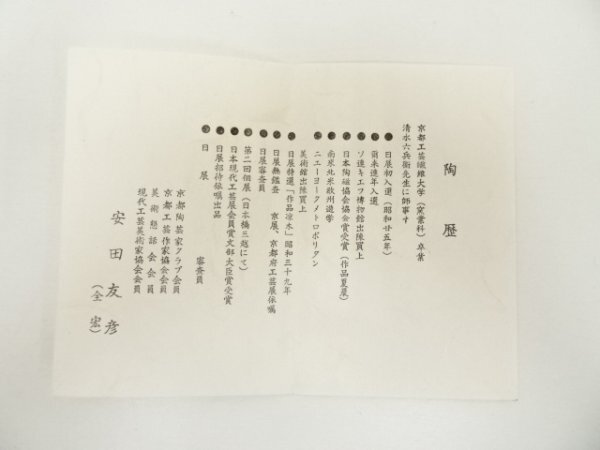 陶歴
京都工芸繊維大学（窯業科）卒業
清水六兵衛先生に師事す
●日展初入選（昭和廿五年）
●爾来連年入選
●ソ連キエフ博物館出陳買上
●日本陶磁協会賞受賞（作品夏屋）
●南米北米欧州遊学
●ニューヨークメトロポリタン
美術館出陳買上
●日展特選「作品凉木」昭和三十九年
●日展無鑑査 京展、京都府工芸展依嘱
●日展審査員
●第二回個展（日本橋三越にて）
●日本現代工芸展会員賞文部大臣賞受賞
●日展招待依嘱出品
●日展 審査員
京都陶芸家クラブ会員
京都工芸作家協会会員
美術懇話会会員
現代工芸美術家協会会員
安田友彦
（全宏）